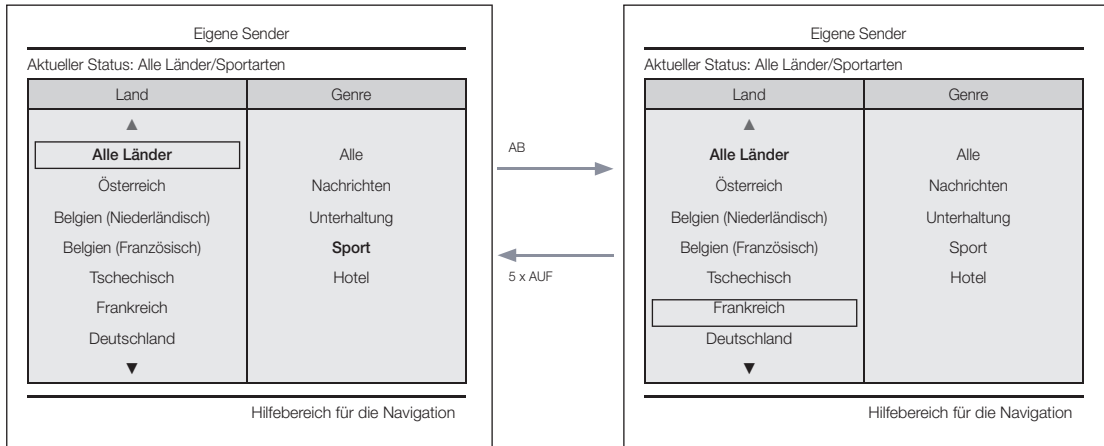 Eigene Sender
Aktueller Status: Alle Länder/Sportarten
Land Genre
▲
Alle Länder Alle
Österreich Nachrichten
Belgien (Niederländisch) Unterhaltung
Belgien (Französisch) Sport
Tschechisch Hotel
Frankreich
Deutschland
▼
Hilfebereich für die Navigation
AB
5 x AUF
Eigene Sender
Aktueller Status: Alle Länder/Sportarten
Land Genre
▲
Alle Länder Alle
Österreich Nachrichten
Belgien (Niederländisch) Unterhaltung
Belgien (Französisch) Sport
Tschechisch Hotel
Frankreich
Deutschland
▼
Hilfebereich für die Navigation